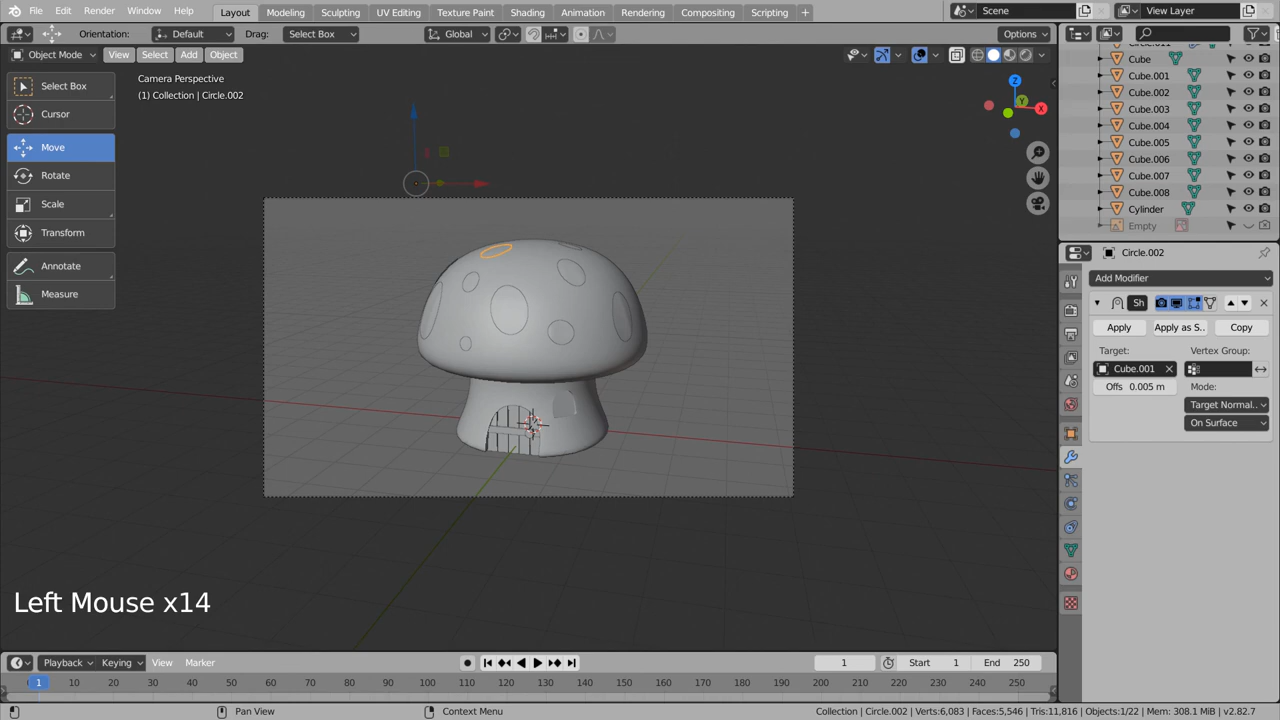 File Edit Render Window Help
Layout Modeling Sculpting UV Editing Texture Paint Shading Animation Rendering Compositing Scripting +
Scene
View Layer
Orientation: Default Drag: Select Box
Global
Options
Object Mode View Select Add Object
Select Box
Cursor
Move
Rotate
Scale
Transform
Annotate
Measure
Camera Perspective
(1) Collection | Circle.002
Z
Y
X
Left Mouse x14
Circle.011
Cube
Cube.001
Cube.002
Cube.003
Cube.004
Cube.005
Cube.006
Cube.007
Cube.008
Cylinder
Empty
Circle.002
Add Modifier
Sh
Apply Apply as S.. Copy
Target: Vertex Group:
Cube.001
Offs 0.005 m Mode:
Target Normal..
On Surface
Playback Keying View Marker
1 Start 1 End 250
1 10 20 30 40 50 60 70 80 90 100 110 120 130 140 150 160 170 180 190 200 210 220 230 240 250
Pan View
Context Menu
Collection | Circle.002 | Verts:6,083 | Faces:5,546 | Tris:11,816 | Objects:1/22 | Mem: 308.1 MiB | v2.82.7